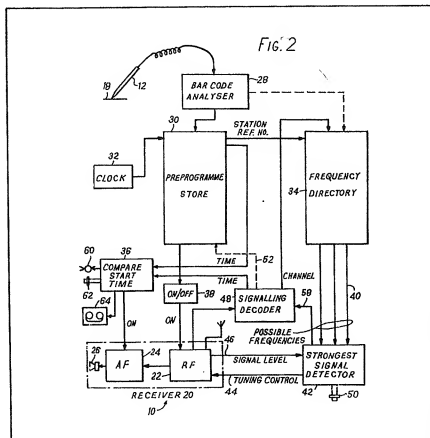 FIG. 2
12
18
BAR CODE
ANALYSER
28
30
STATION
REF. NO.
32
CLOCK
PREPROGRAMME
STORE
34
FREQUENCY
DIRECTORY
60
36
COMPARE
START
TIME
62
64
TIME
TIME
52
CHANNEL
40
ON/OFF
38
48
SIGNALLING
DECODER
58
ON
ON
POSSIBLE
FREQUENCIES
26
24
AF
46
RF
22
SIGNAL LEVEL
TUNING CONTROL
44
STRONGEST
SIGNAL
DETECTOR
42
50
RECEIVER 20
10